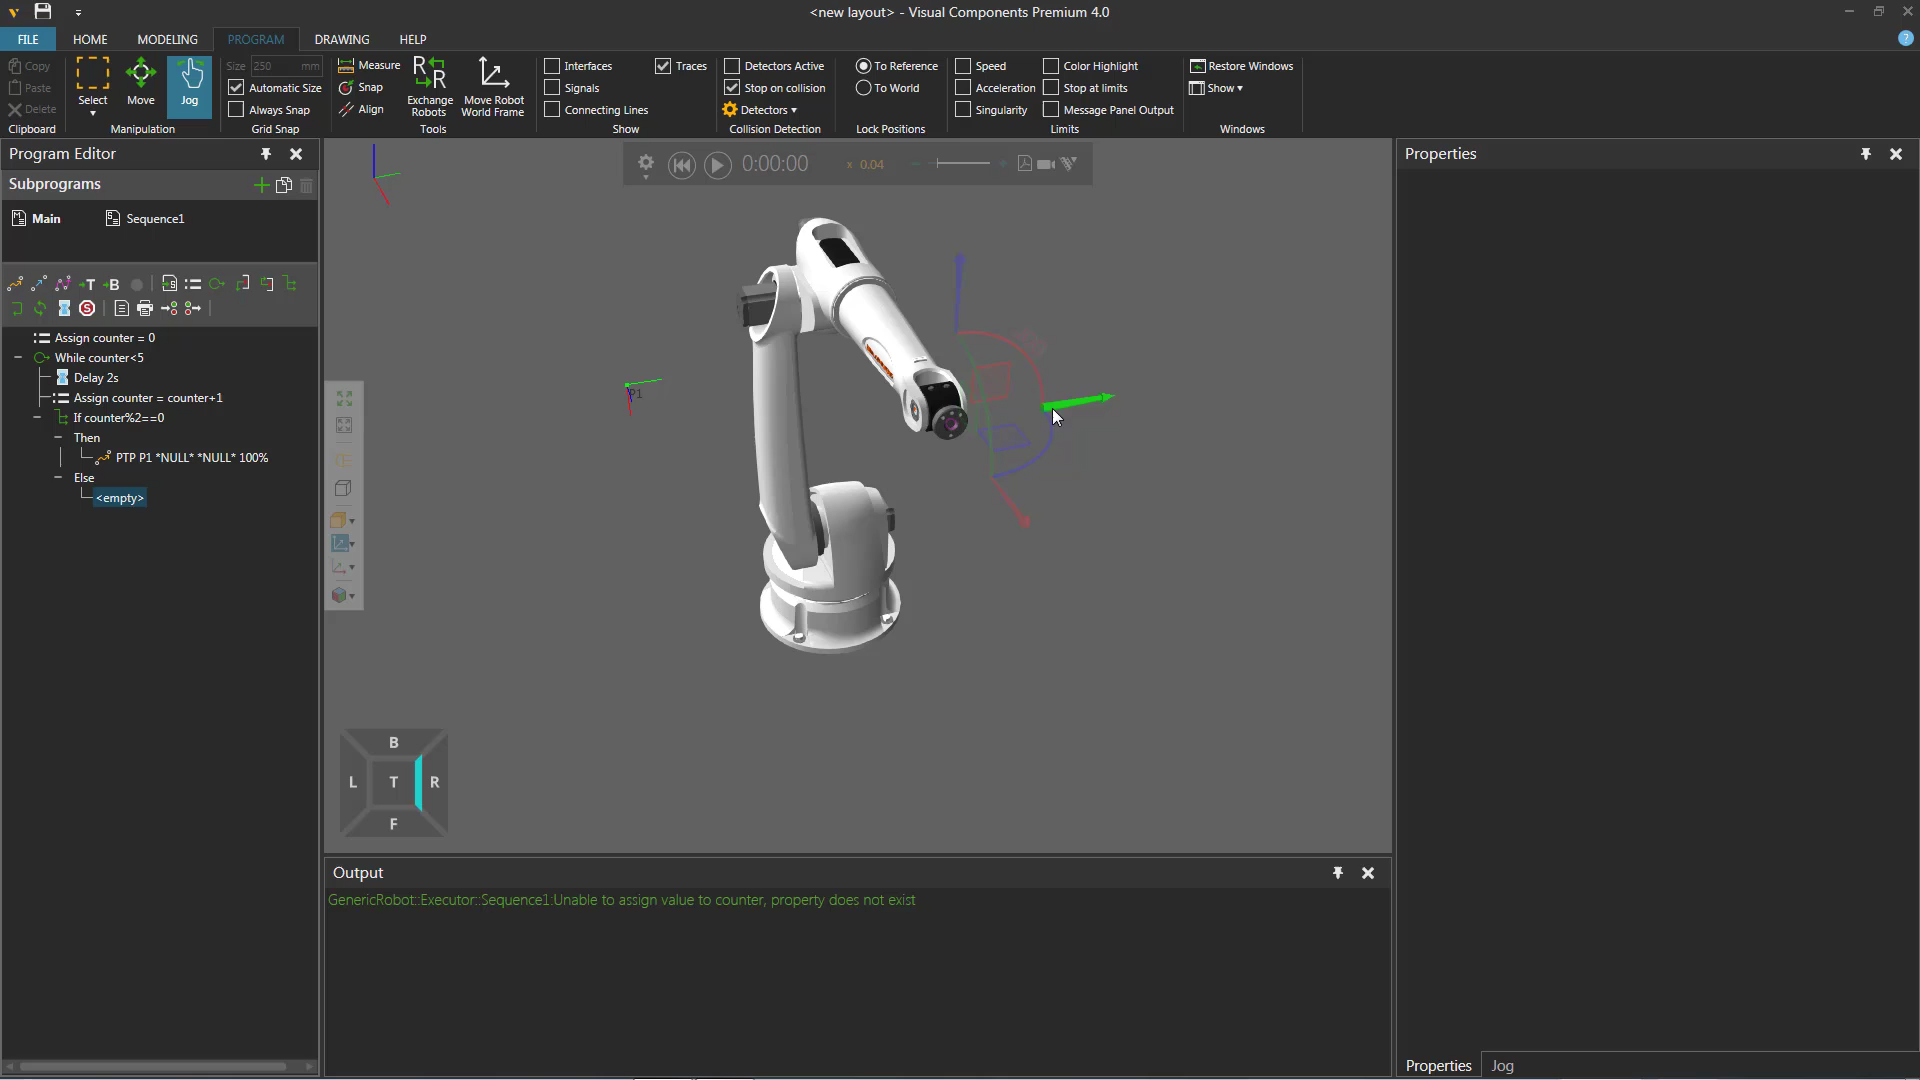 <new layout> - Visual Components Premium 4.0
FILE HOME MODELING PROGRAM DRAWING HELP
Copy
Paste
Delete
Clipboard
Select
Move
Jog
Manipulation
Size 250 mm
Automatic Size
Always Snap
Grid Snap
Measure
Snap
Align
Exchange Robots
Move Robot World Frame
Tools
Interfaces
Signals
Connecting Lines
Traces
Show
Detectors Active
Stop on collision
Detectors
Collision Detection
To Reference
To World
Lock Positions
Speed
Acceleration
Singularity
Color Highlight
Stop at limits
Message Panel Output
Limits
Restore Windows
Show
Windows
Program Editor
Subprograms
Main
Sequence1
Assign counter = 0
While counter<5
Delay 2s
Assign counter = counter+1
If counter%2==0
Then
PTP P1 *NULL* *NULL* 100%
Else
<empty>
0:00:00
x 0.04
P1
B
L T R
F
Output
GenericRobot::Executor::Sequence1:Unable to assign value to counter, property does not exist
Properties
Properties Jog